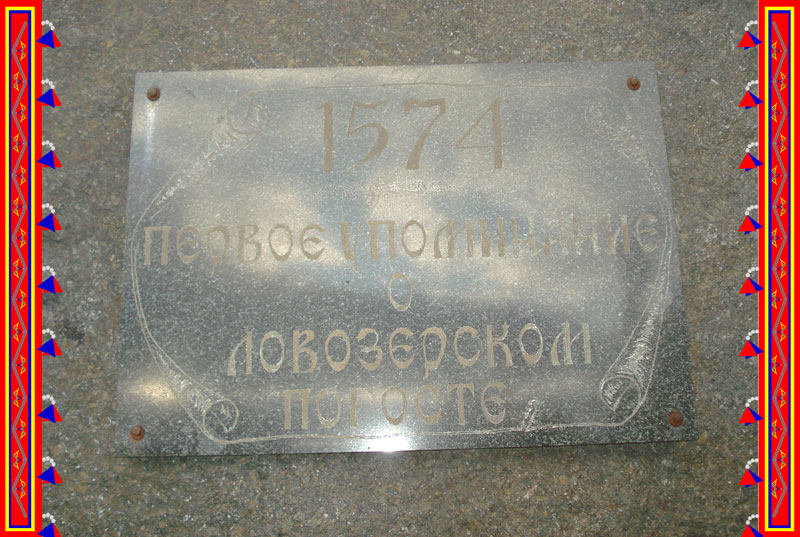 1574
ПЕРВОЕ УПОМИНАНИЕ
О
ЛОВОЗЕРСКОМ
ПОГОСТЕ